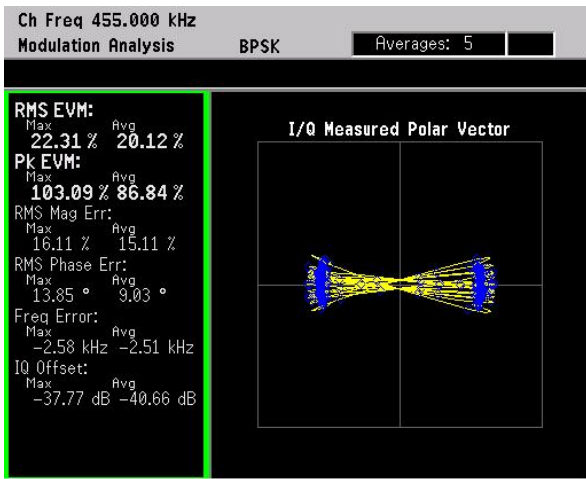 Ch Freq 455.000 kHz
Modulation Analysis BPSK Averages: 5
RMS EVM:
Max Avg
22.31 % 20.12 %
Pk EVM:
Max Avg
103.09 % 86.84 %
RMS Mag Err:
Max Avg
16.11 % 15.11 %
RMS Phase Err:
Max Avg
13.85 ° 9.03 °
Freq Error:
Max Avg
-2.58 kHz -2.51 kHz
IQ Offset:
Max Avg
-37.77 dB -40.66 dB
I/Q Measured Polar Vector